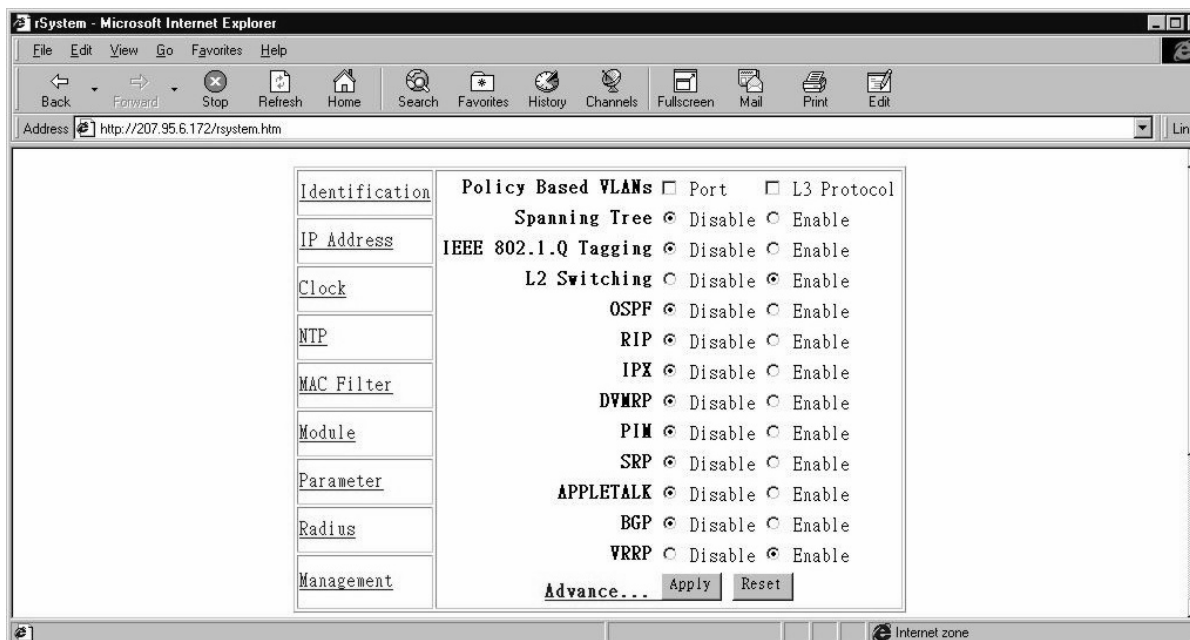 rSystem - Microsoft Internet Explorer
File Edit View Go Favorites Help
Back Forward Stop Refresh Home Search Favorites History Channels Fullscreen Mail Print Edit
Address http://207.95.6.172/rsystem.htm Lin
Identification
IP Address
Clock
NTP
MAC Filter
Module
Parameter
Radius
Management
Policy Based VLANs Port L3 Protocol
Spanning Tree Disable Enable
IEEE 802.1.Q Tagging Disable Enable
L2 Switching Disable Enable
OSPF Disable Enable
RIP Disable Enable
IPX Disable Enable
DVMRP Disable Enable
PIM Disable Enable
SRP Disable Enable
APPLETALK Disable Enable
BGP Disable Enable
VRRP Disable Enable
Advance... Apply Reset
Internet zone